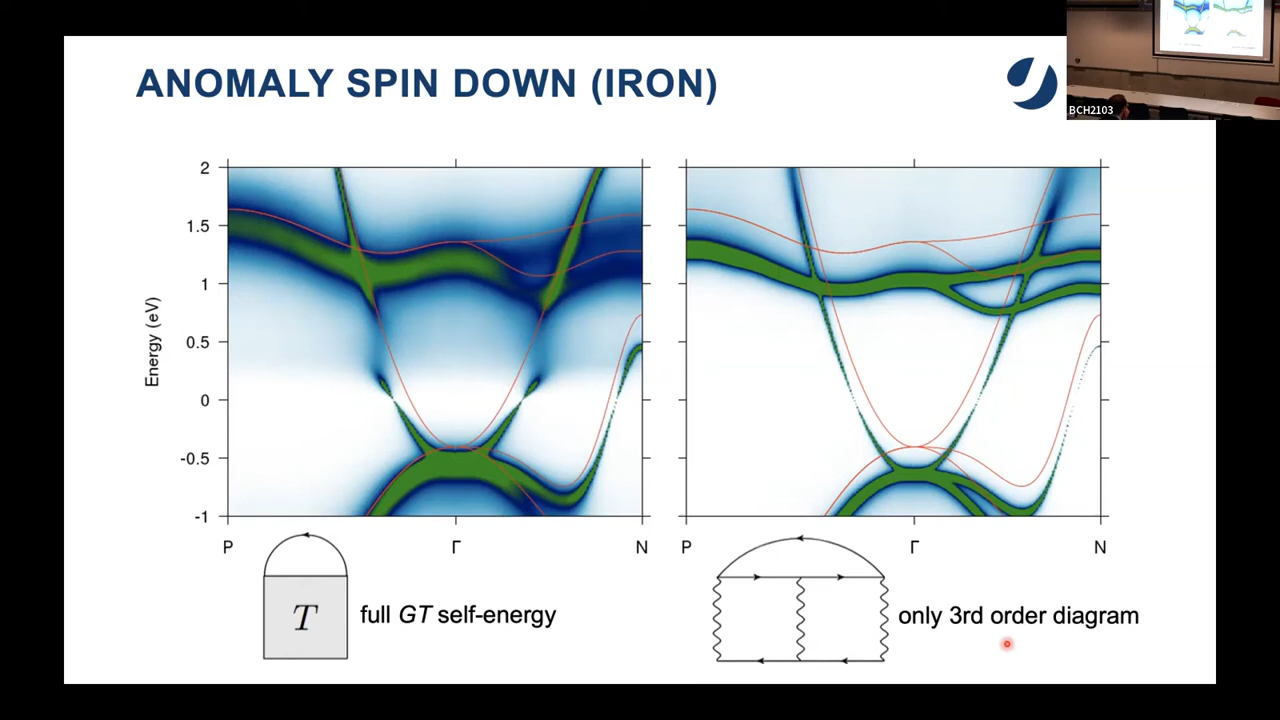 ANOMALY SPIN DOWN (IRON)
BCH2103
Energy (eV)
2
1.5
1
0.5
0
-0.5
-1
P
Γ
N
P
Γ
N
T
full GT self-energy
only 3rd order diagram